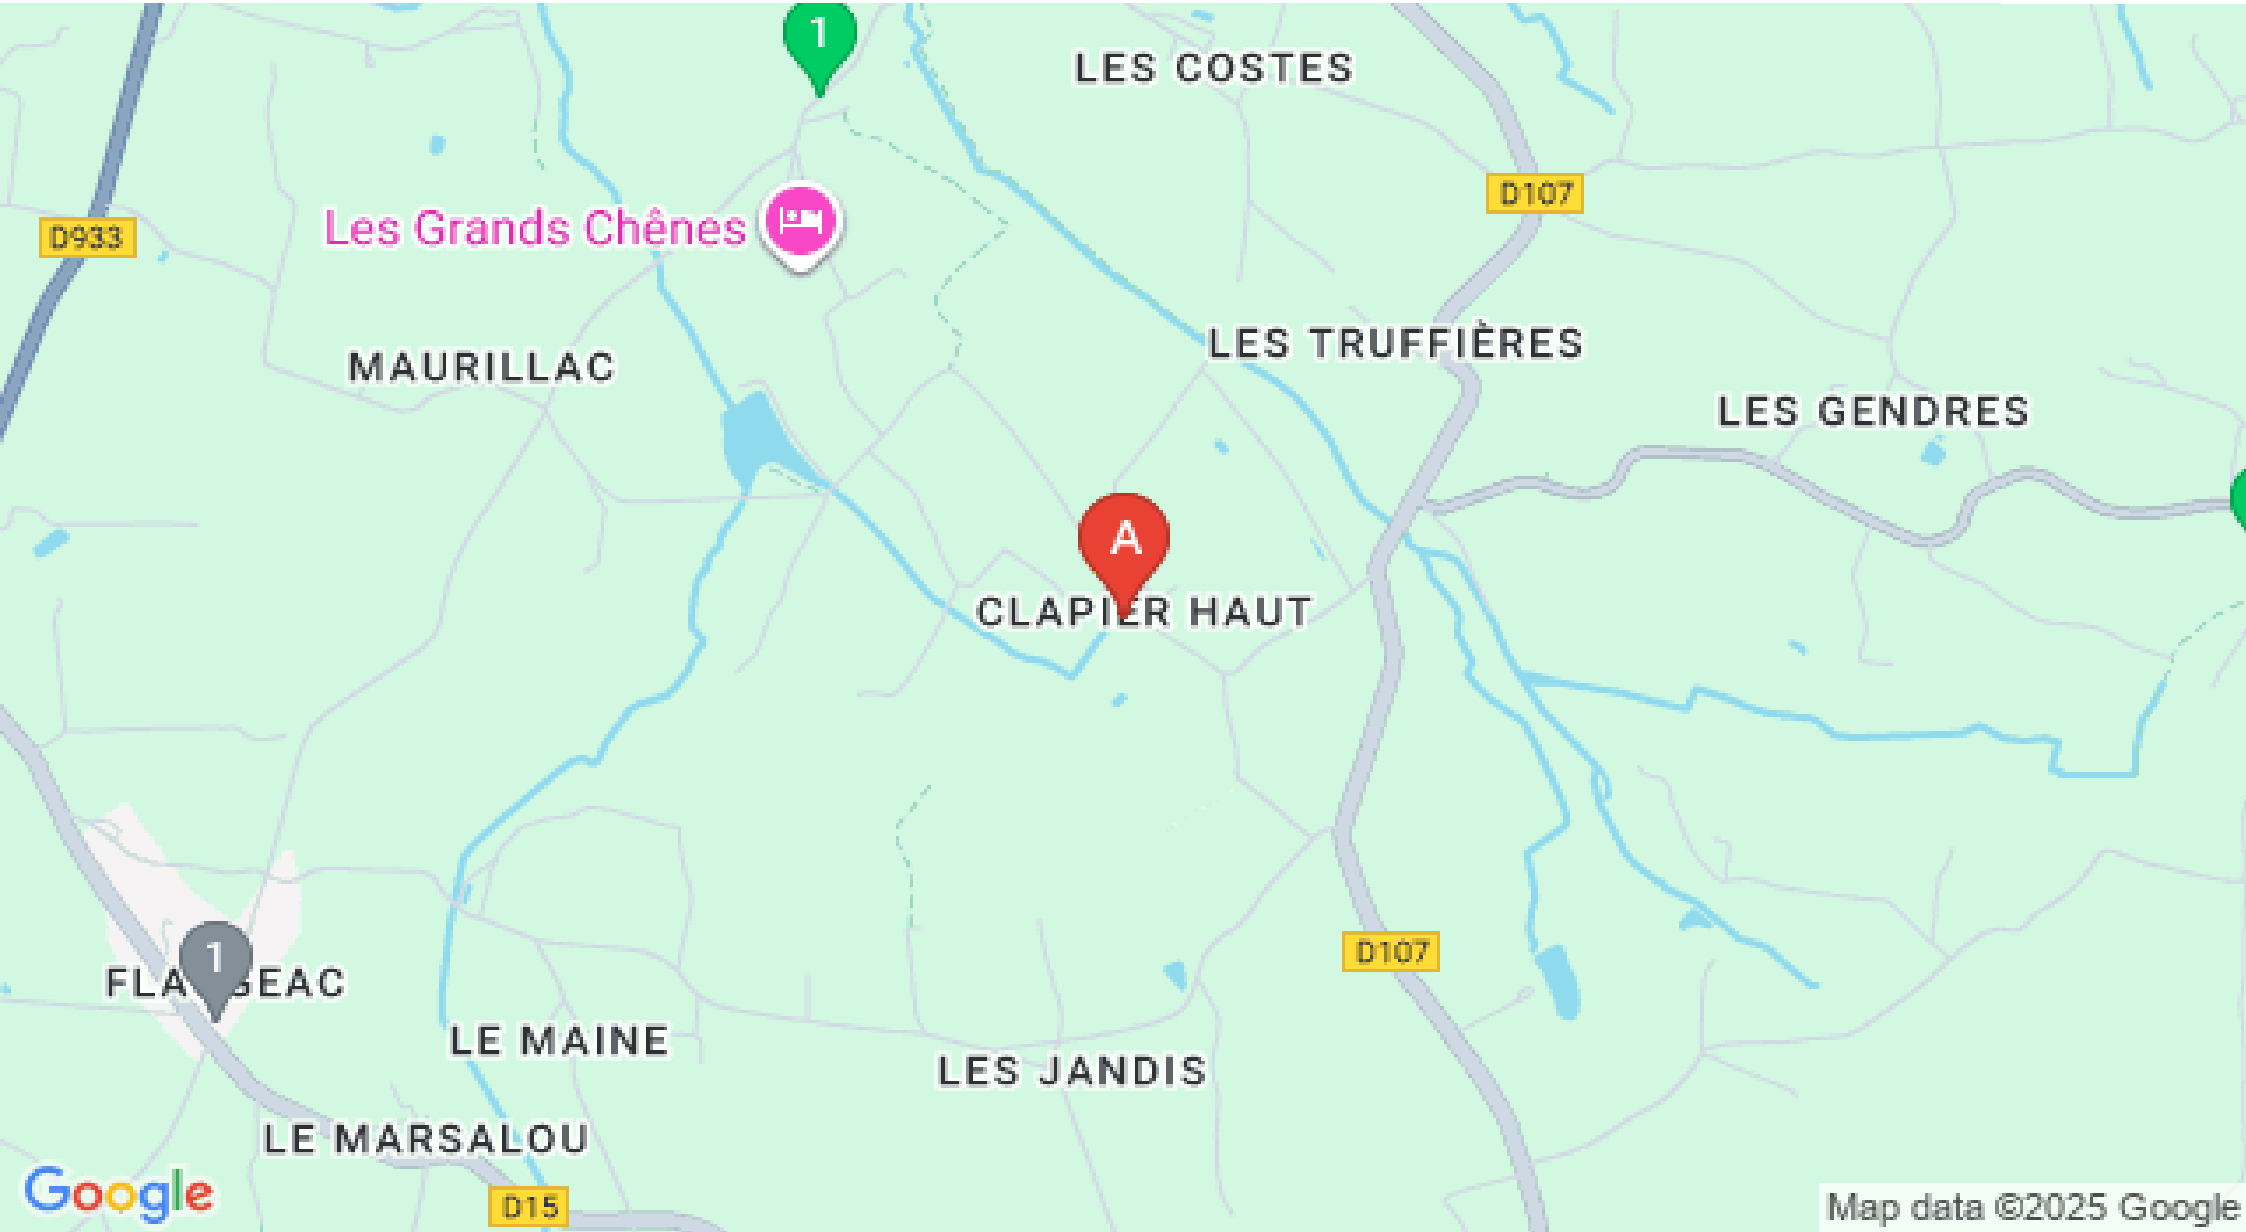 1
LES COSTES
D107
Les Grands Chênes
D933
LES TRUFFIÈRES
MAURILLAC
LES GENDRES
A
CLAPIER HAUT
1
D107
LE MAINE
LES JANDIS
LE MARSALOU
Google
D15
Map data ©2025 Google